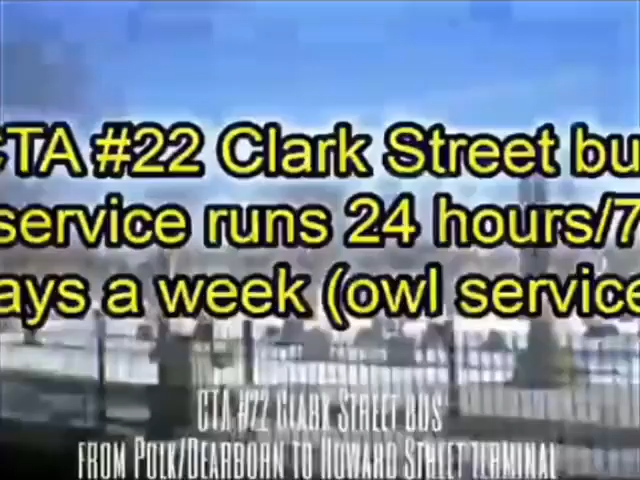 CTA #22 Clark Street bu
service runs 24 hours/7
ays a week (owl service
CTA #22 Clark Street bus
from Polk/Dearborn to Howard Street terminal